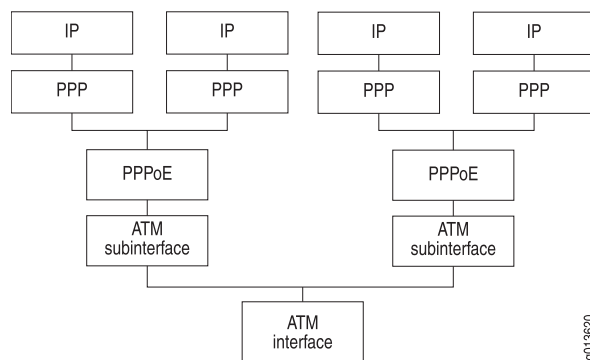 IP
IP
IP
IP
PPP
PPP
PPP
PPP
PPPoE
PPPoE
ATM
subinterface
ATM
subinterface
ATM
interface
g013620